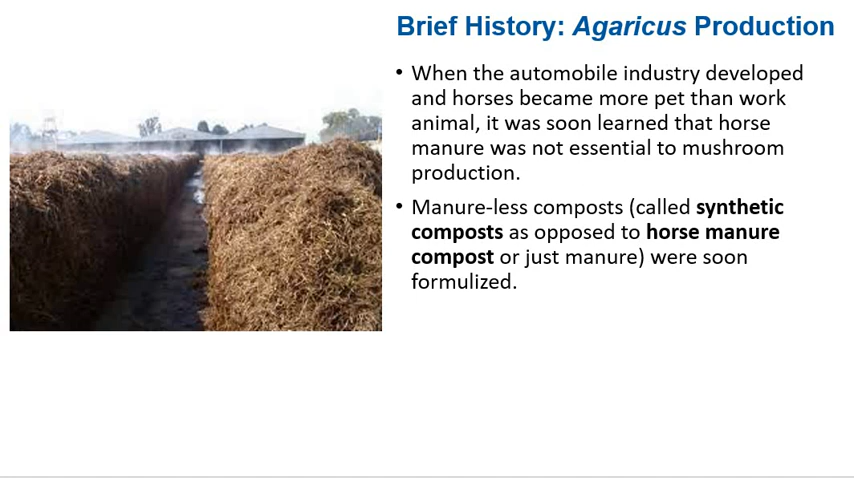 Brief History: Agaricus Production
• When the automobile industry developed
and horses became more pet than work
animal, it was soon learned that horse
manure was not essential to mushroom
production.
• Manure-less composts (called synthetic
composts as opposed to horse manure
compost or just manure) were soon
formulized.